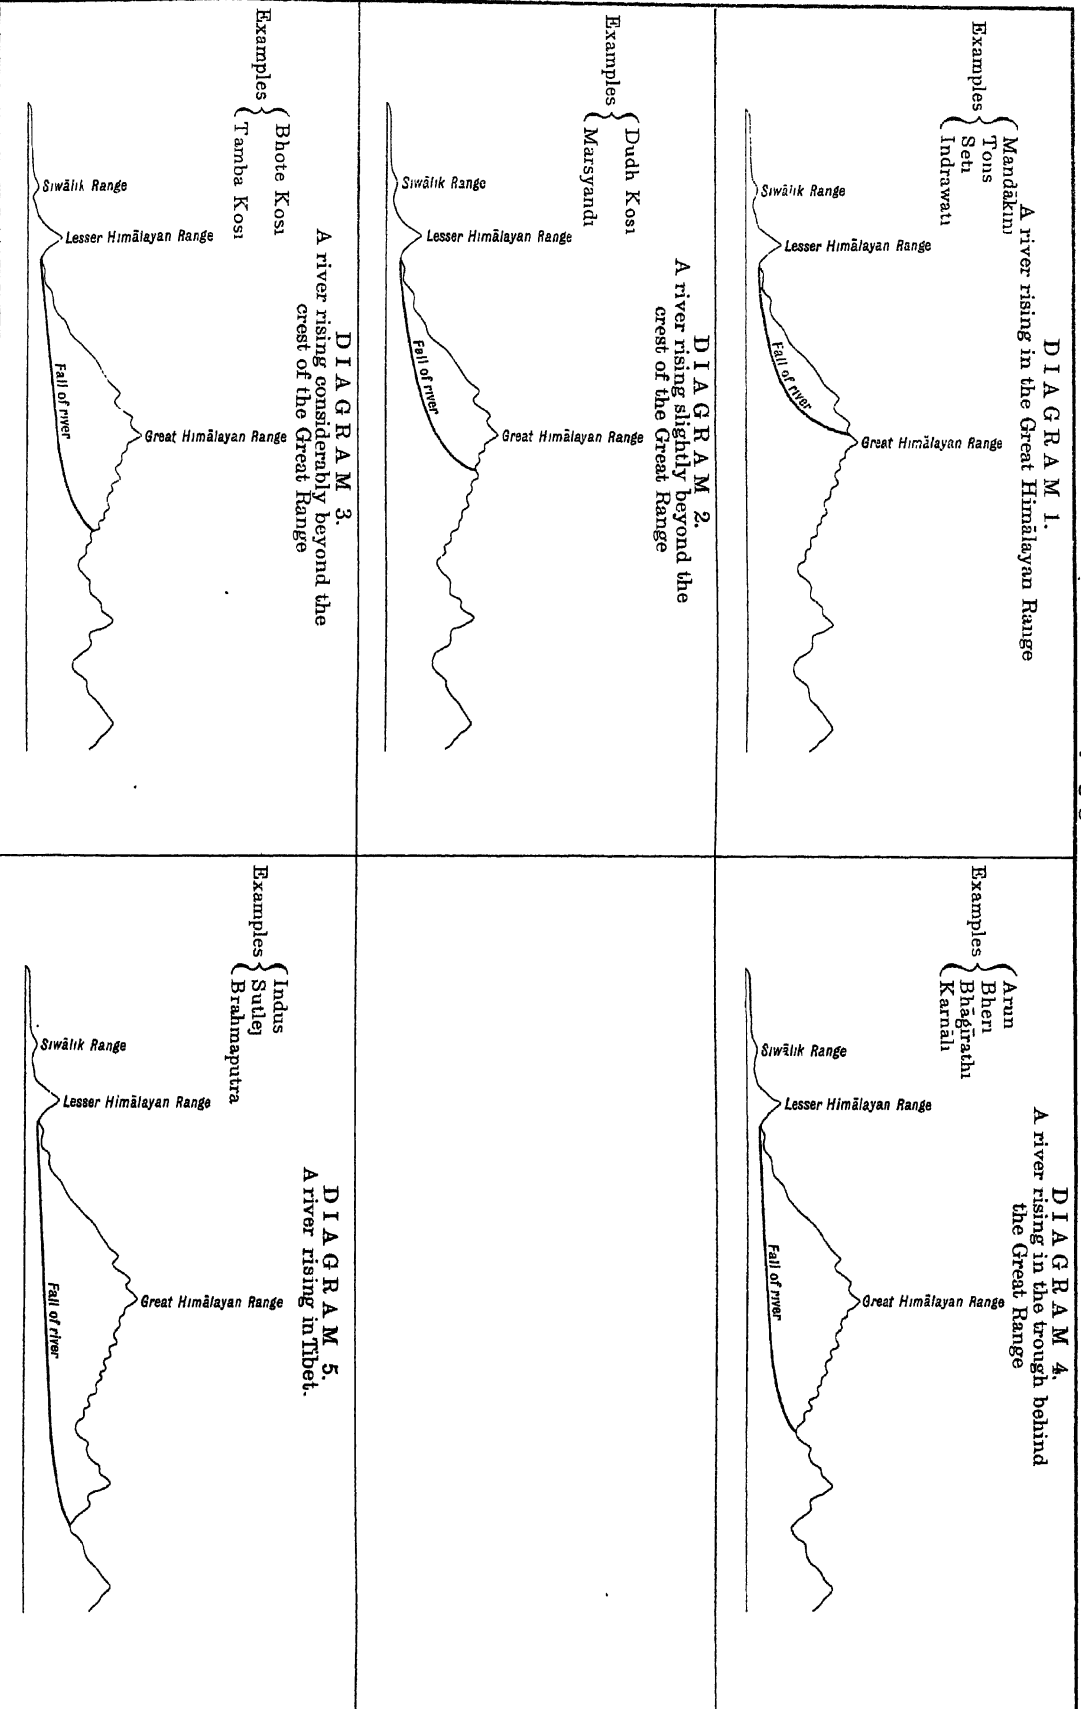 DIAGRAM 1.
A river rising in the Great Himālayan Range
Examples
Mandākini
Tons
Seti
Indrawati
Siwālik Range
Lesser Himālayan Range
Fall of river
Great Himālayan Range
DIAGRAM 2.
A river rising slightly beyond the
crest of the Great Range
Examples
Dudh Kosi
Marsyandi
Siwālik Range
Lesser Himālayan Range
Fall of river
Great Himālayan Range
DIAGRAM 3.
A river rising considerably beyond the
crest of the Great Range
Examples
Bhote Kosi
Tamba Kosi
Siwālik Range
Lesser Himālayan Range
Fall of river
Great Himālayan Range
DIAGRAM 4.
A river rising in the trough behind
the Great Range
Examples
Arun
Bheri
Bhāgīrathi
Karnāli
Siwālik Range
Lesser Himālayan Range
Fall of river
Great Himālayan Range
DIAGRAM 5.
A river rising in Tibet.
Examples
Indus
Sutlej
Brahmaputra
Siwālik Range
Lesser Himālayan Range
Fall of river
Great Himālayan Range